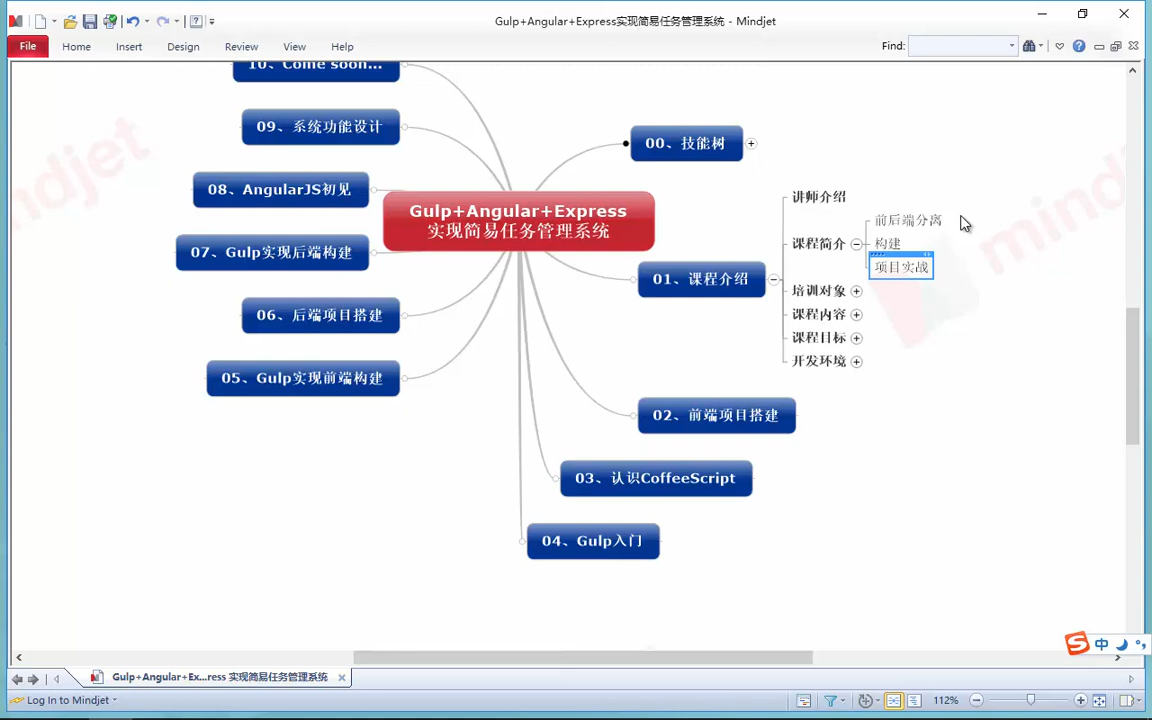 Gulp+Angular+Express实现简易任务管理系统 - Mindjet
File
Home
Insert
Design
Review
View
Help
Find:
10、Come soon...
09、系统功能设计
08、AngularJS初见
07、Gulp实现后端构建
06、后端项目搭建
05、Gulp实现前端构建
Gulp+Angular+Express
实现简易任务管理系统
00、技能树
01、课程介绍
讲师介绍
课程简介
前后端分离
构建
项目实战
培训对象
课程内容
课程目标
开发环境
02、前端项目搭建
03、认识CoffeeScript
04、Gulp入门
mindjet
mind
中
Gulp+Angular+Ex...ress 实现简易任务管理系统
Log In to Mindjet
112%